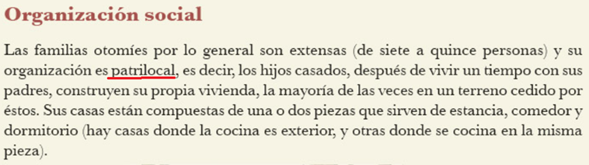 Organización social
Las familias otomíes por lo general son extensas (de siete a quince personas) y su
organización es patrilocal, es decir, los hijos casados, después de vivir un tiempo con sus
padres, construyen su propia vivienda, la mayoría de las veces en un terreno cedido por
éstos. Sus casas están compuestas de una o dos piezas que sirven de estancia, comedor y
dormitorio (hay casas donde la cocina es exterior, y otras donde se cocina en la misma
pieza).